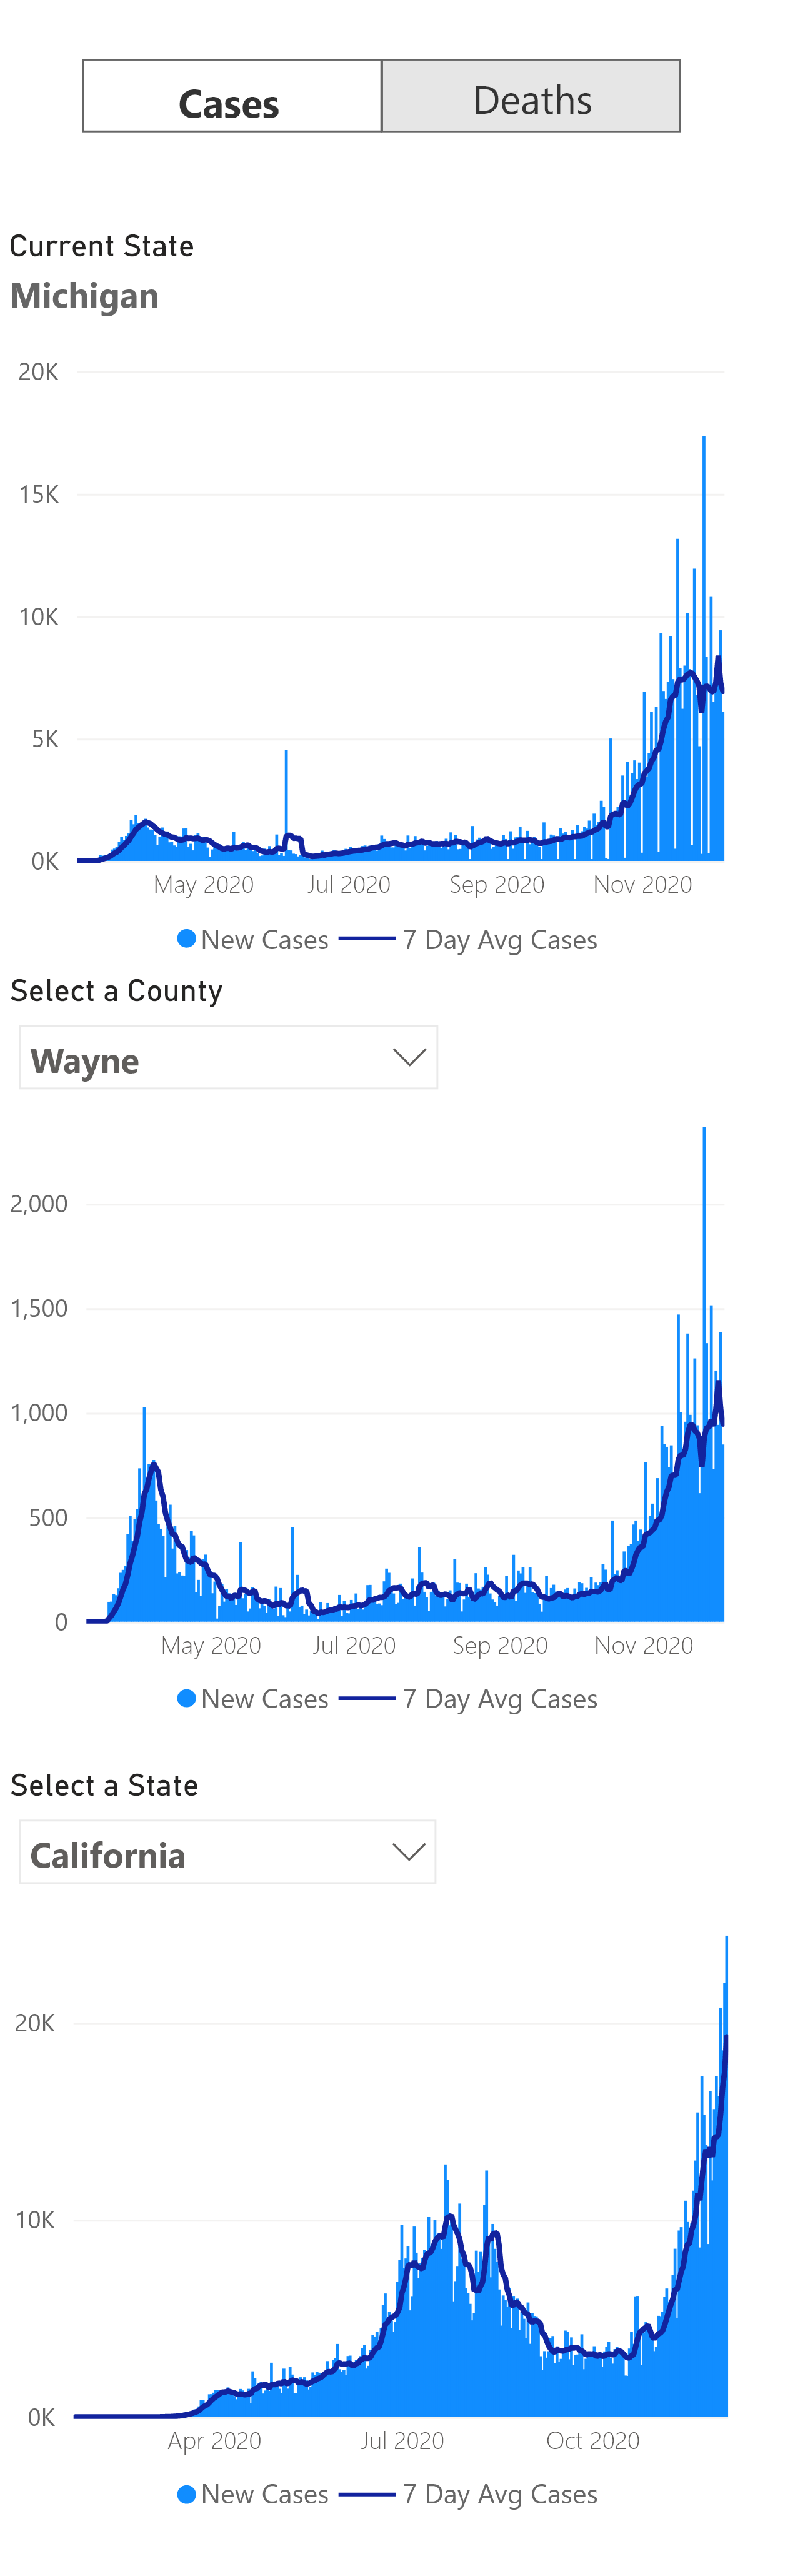 Cases Deaths
Current State
Michigan
20K
15K
10K
5K
0K
May 2020 Jul 2020 Sep 2020 Nov 2020
New Cases 7 Day Avg Cases
Select a County
Wayne
2,000
1,500
1,000
500
0
May 2020 Jul 2020 Sep 2020 Nov 2020
New Cases 7 Day Avg Cases
Select a State
California
20K
10K
0K
Apr 2020 Jul 2020 Oct 2020
New Cases 7 Day Avg Cases